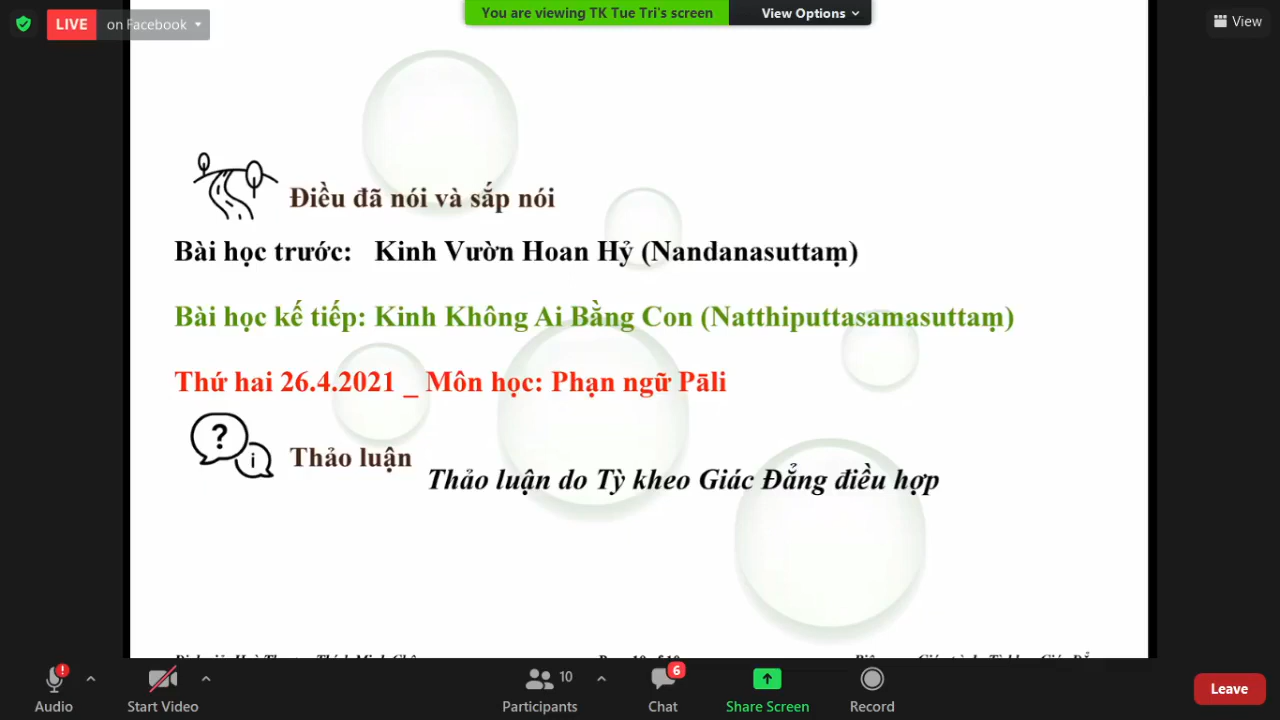 LIVE on Facebook
You are viewing TK Tue Tri's screen
View Options
View
Điều đã nói và sắp nói
Bài học trước: Kinh Vườn Hoan Hỷ (Nandanasuttaṃ)
Bài học kế tiếp: Kinh Không Ai Bằng Con (Natthiputtasamasuttaṃ)
Thứ hai 26.4.2021 _ Môn học: Phạn ngữ Pāli
?
i
Thảo luận
Thảo luận do Tỳ kheo Giác Đẳng điều hợp
!
10
6
Audio
Start Video
Participants
Chat
Share Screen
Record
Leave